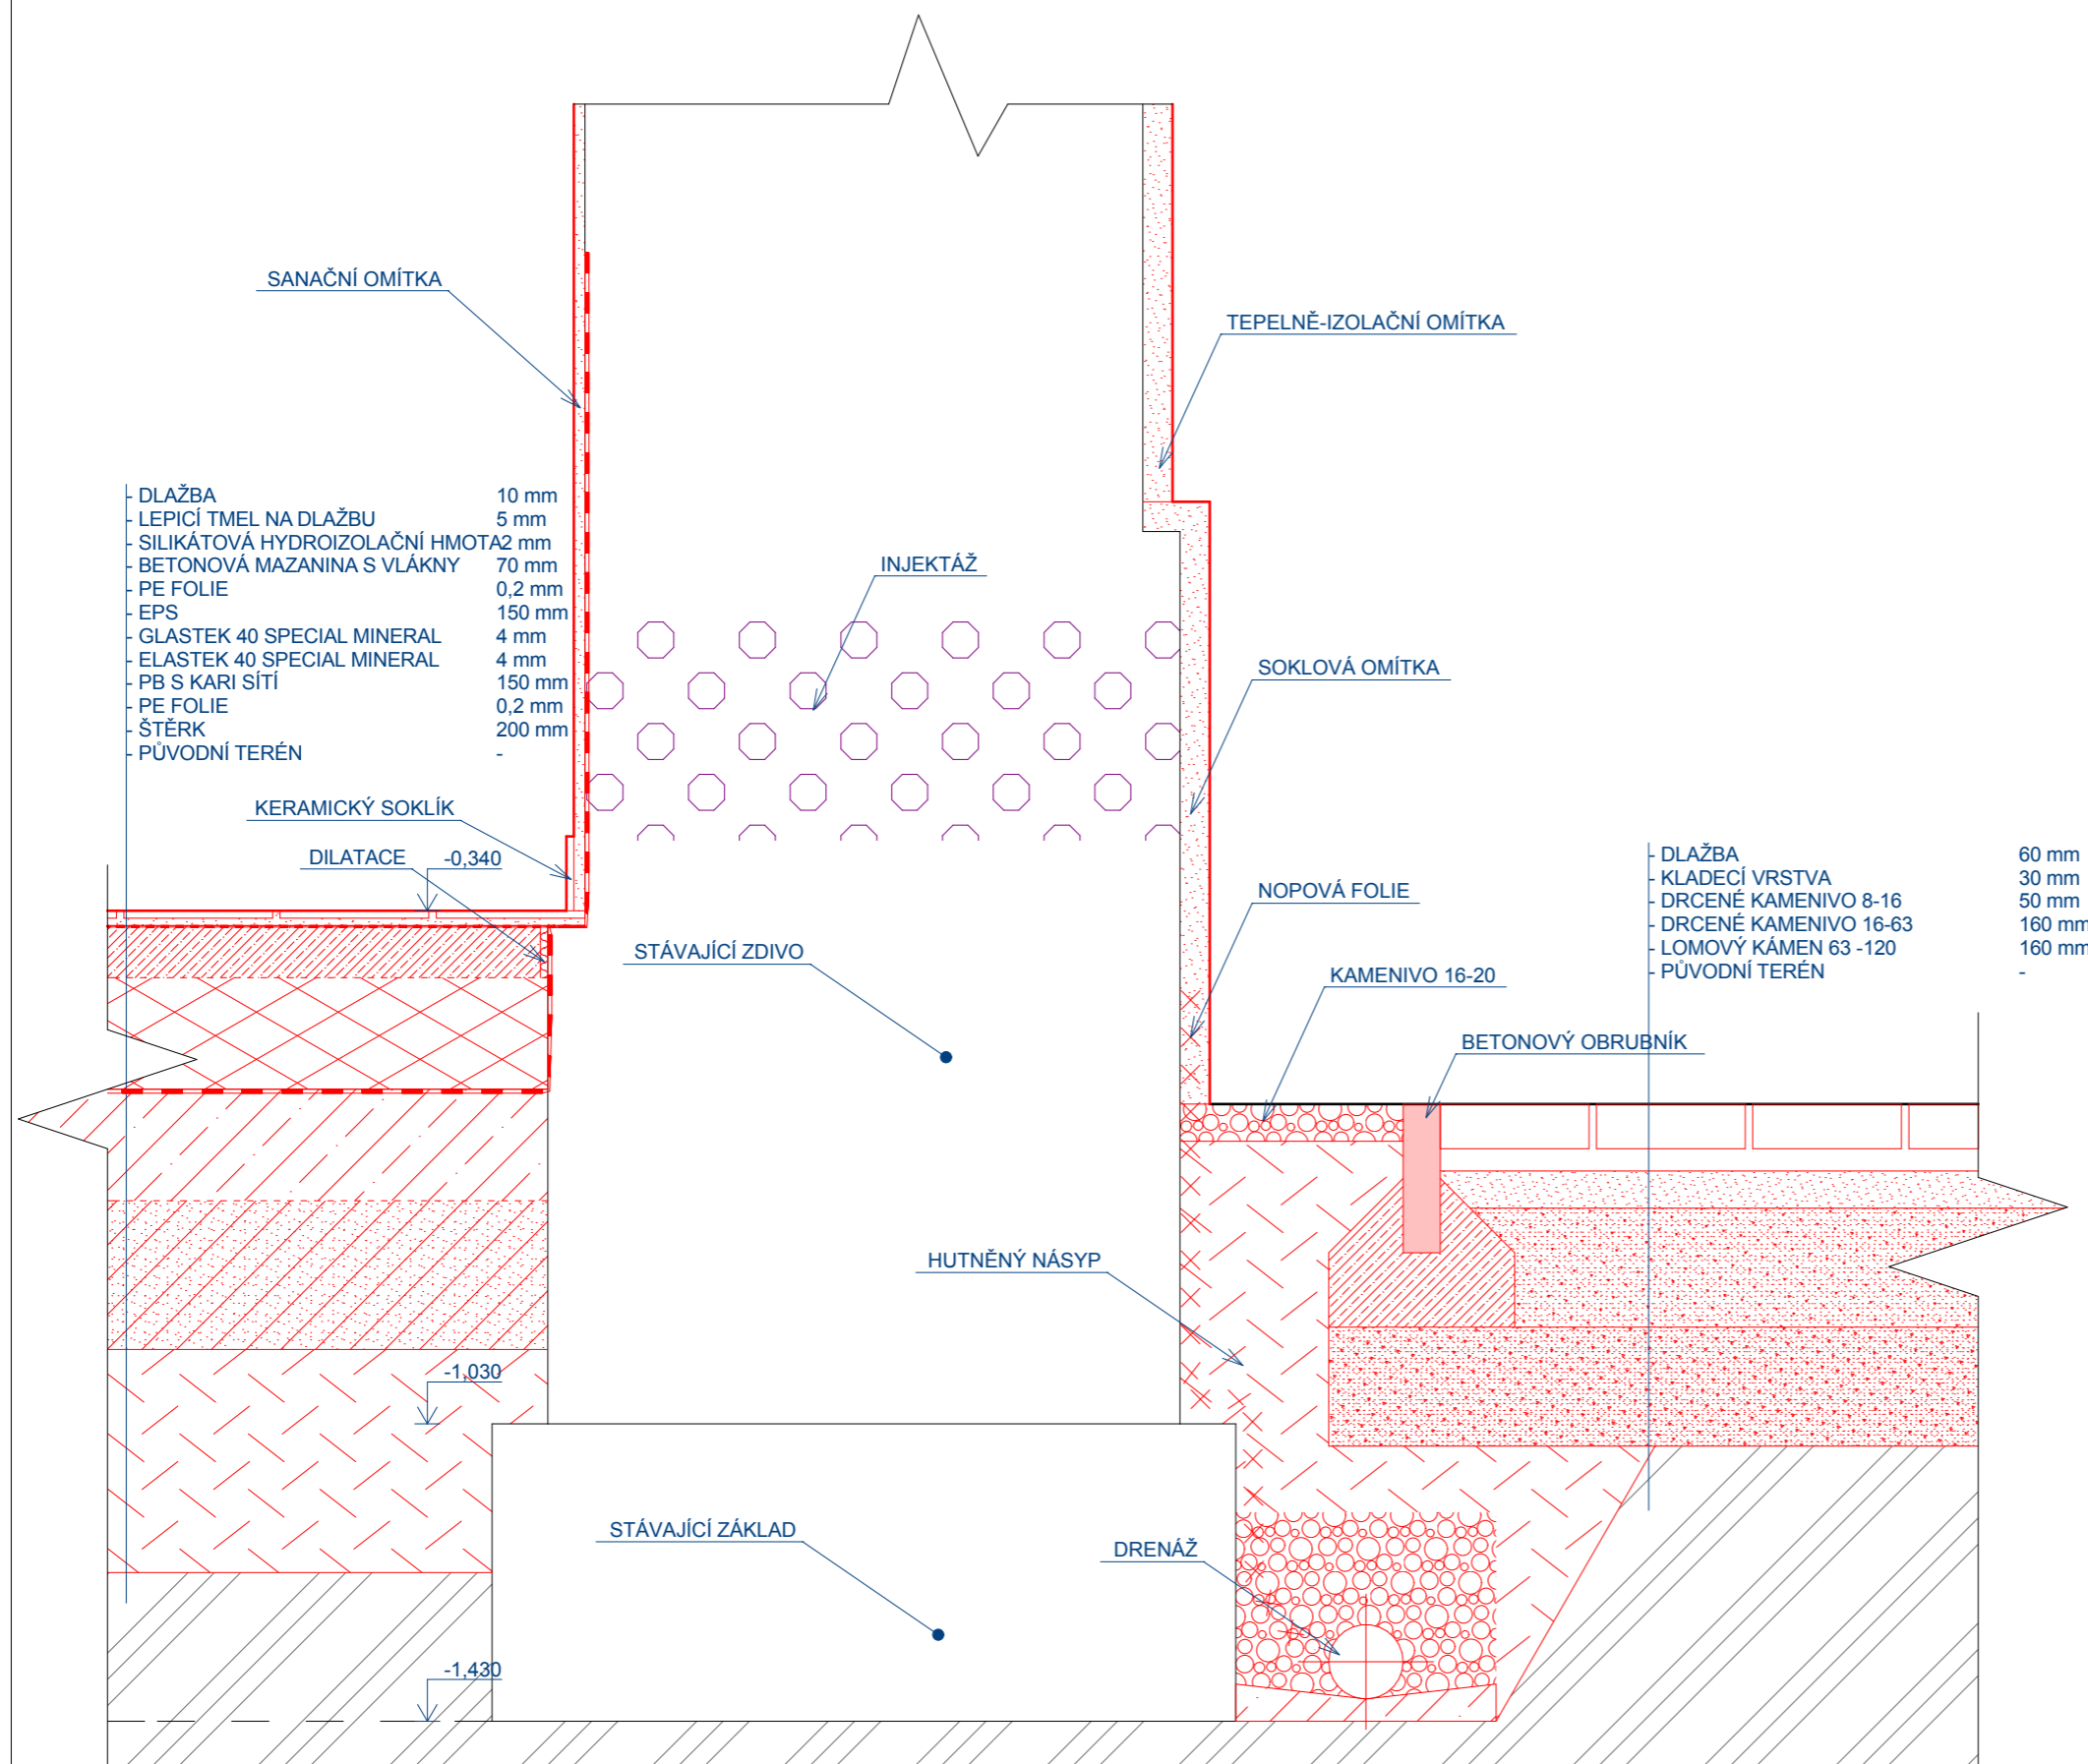 SANAČNÍ OMÍTKA
TEPELNĚ-IZOLAČNÍ OMÍTKA
- DLAŽBA 10 mm
- LEPICÍ TMEL NA DLAŽBU 5 mm
- SILIKÁTOVÁ HYDROIZOLAČNÍ HMOTA 2 mm
- BETONOVÁ MAZANINA S VLÁKNY 70 mm
- PE FOLIE 0,2 mm
- EPS 150 mm
- GLASTEK 40 SPECIAL MINERAL 4 mm
- ELASTEK 40 SPECIAL MINERAL 4 mm
- PB S KARI SÍTÍ 150 mm
- PE FOLIE 0,2 mm
- ŠTĚRK 200 mm
- PŮVODNÍ TERÉN -
INJEKTÁŽ
SOKLOVÁ OMÍTKA
KERAMICKÝ SOKLÍK
DILATACE
-0,340
- DLAŽBA 60 mm
- KLADECÍ VRSTVA 30 mm
- DRCENÉ KAMENIVO 8-16 50 mm
- DRCENÉ KAMENIVO 16-63 160 mm
- LOMOVÝ KÁMEN 63 -120 160 mm
- PŮVODNÍ TERÉN -
NOPOVÁ FOLIE
STÁVAJÍCÍ ZDIVO
KAMENIVO 16-20
BETONOVÝ OBRUBNÍK
HUTNĚNÝ NÁSYP
-1,030
STÁVAJÍCÍ ZÁKLAD
DRENÁŽ
-1,430